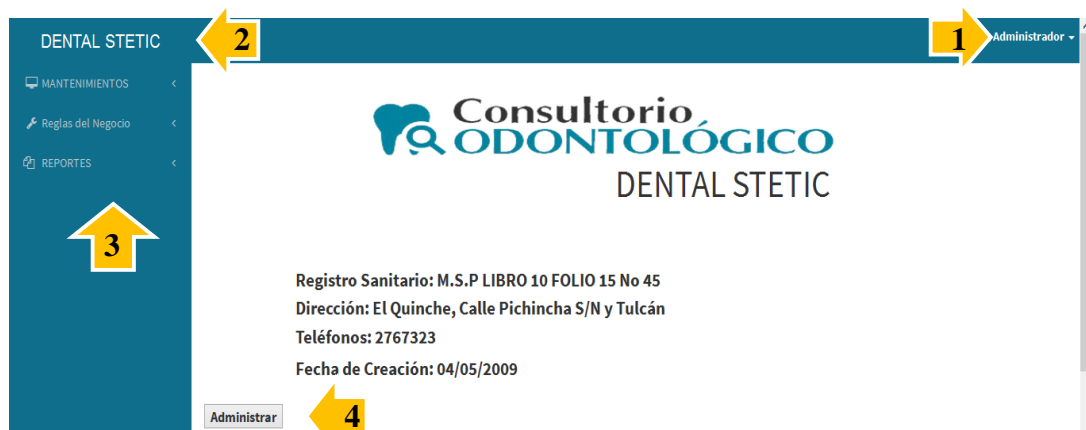 DENTAL STETIC
2
1
Administrador
MANTENIMIENTOS
Reglas del Negocio
REPORTES
3
Consultorio
ODONTOLÓGICO
DENTAL STETIC
Registro Sanitario: M.S.P LIBRO 10 FOLIO 15 No 45
Dirección: El Quinche, Calle Pichincha S/N y Tulcán
Teléfonos: 2767323
Fecha de Creación: 04/05/2009
Administrar
4